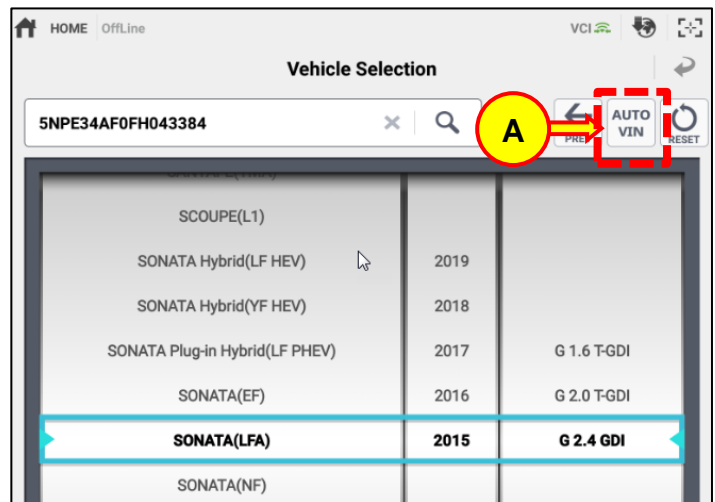 HOME OffLine VCI
Vehicle Selection
5NPE34AF0FH043384
A
AUTO VIN
RESET
SCOUPE(L1)
SONATA Hybrid(LF HEV) 2019
SONATA Hybrid(YF HEV) 2018
SONATA Plug-in Hybrid(LF PHEV) 2017 G 1.6 T-GDI
SONATA(EF) 2016 G 2.0 T-GDI
SONATA(LFA) 2015 G 2.4 GDI
SONATA(NF)